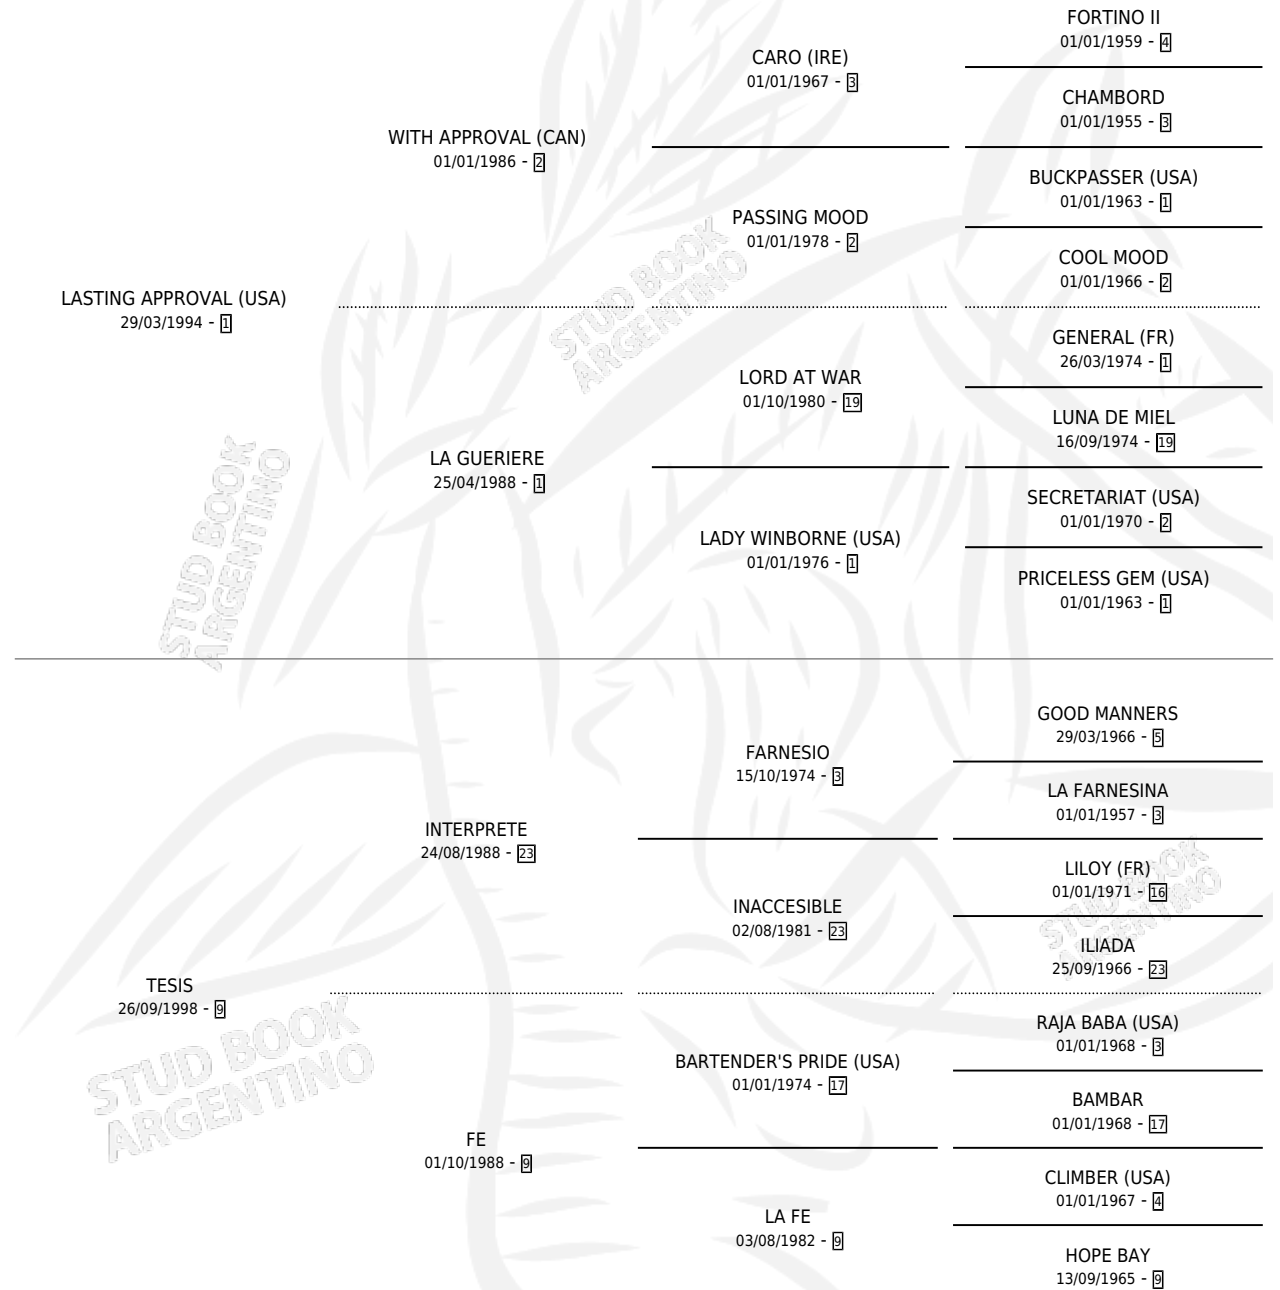 FORTINO II
01/01/1959 - 4
CARO (IRE)
01/01/1967 - 3
CHAMBORD
01/01/1955 - 3
WITH APPROVAL (CAN)
01/01/1986 - 2
BUCKPASSER (USA)
01/01/1963 - 1
PASSING MOOD
01/01/1978 - 2
COOL MOOD
01/01/1966 - 2
LASTING APPROVAL (USA)
29/03/1994 - 1
GENERAL (FR)
26/03/1974 - 1
LORD AT WAR
01/10/1980 - 19
LUNA DE MIEL
16/09/1974 - 19
LA GUERIERE
25/04/1988 - 1
SECRETARIAT (USA)
01/01/1970 - 2
LADY WINBORNE (USA)
01/01/1976 - 1
PRICELESS GEM (USA)
01/01/1963 - 1
STUD BOOK
ARGENTINO
STUD BOOK
ARGENTINO
GOOD MANNERS
29/03/1966 - 5
FARNESIO
15/10/1974 - 3
LA FARNESINA
01/01/1957 - 3
INTERPRETE
24/08/1988 - 23
LILOY (FR)
01/01/1971 - 16
INACCESIBLE
02/08/1981 - 23
ILIADA
25/09/1966 - 23
STUD BOOK
ARGENTINO
TESIS
26/09/1998 - 9
RAJA BABA (USA)
01/01/1968 - 3
BARTENDER'S PRIDE (USA)
01/01/1974 - 17
BAMBAR
01/01/1968 - 17
STUD BOOK
ARGENTINO
FE
01/10/1988 - 9
CLIMBER (USA)
01/01/1967 - 4
LA FE
03/08/1982 - 9
HOPE BAY
13/09/1965 - 9